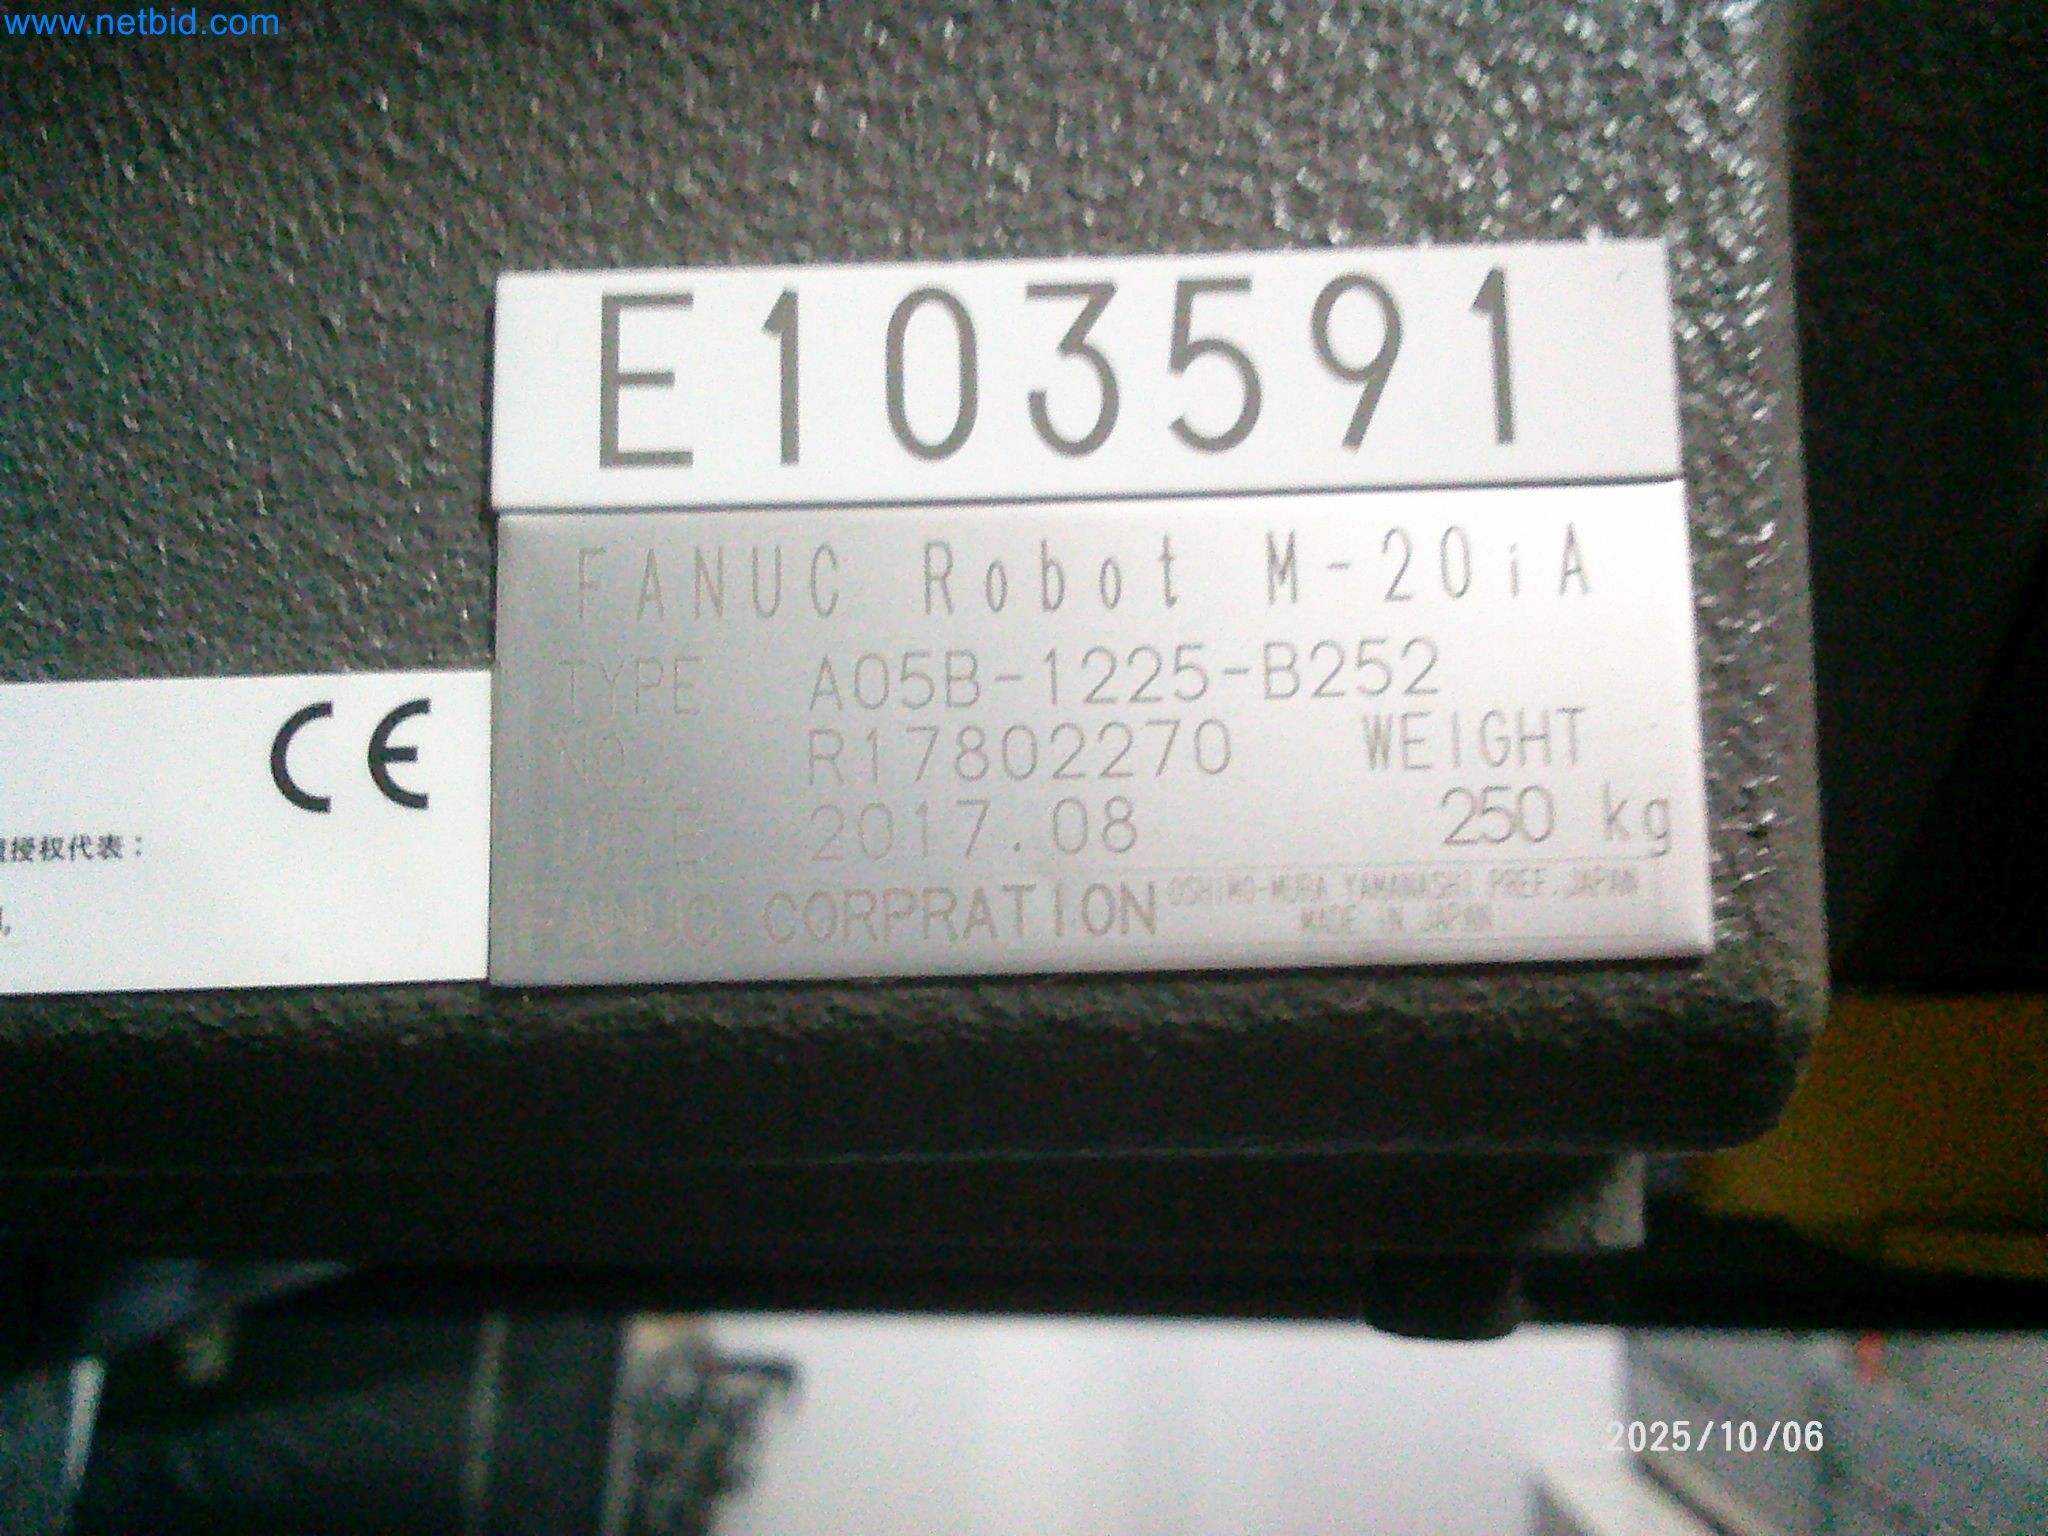 www.netbid.com
E103591
FANUC Robot M-20iA
TYPE A05B-1225-B252
NO. R17802270 WEIGHT
DATE 2017.08 250 kg
FANUC CORPRATION OSHINO-MURA YAMANASHI PREF. JAPAN
MADE IN JAPAN
CE
授权代表：
2025/10/06